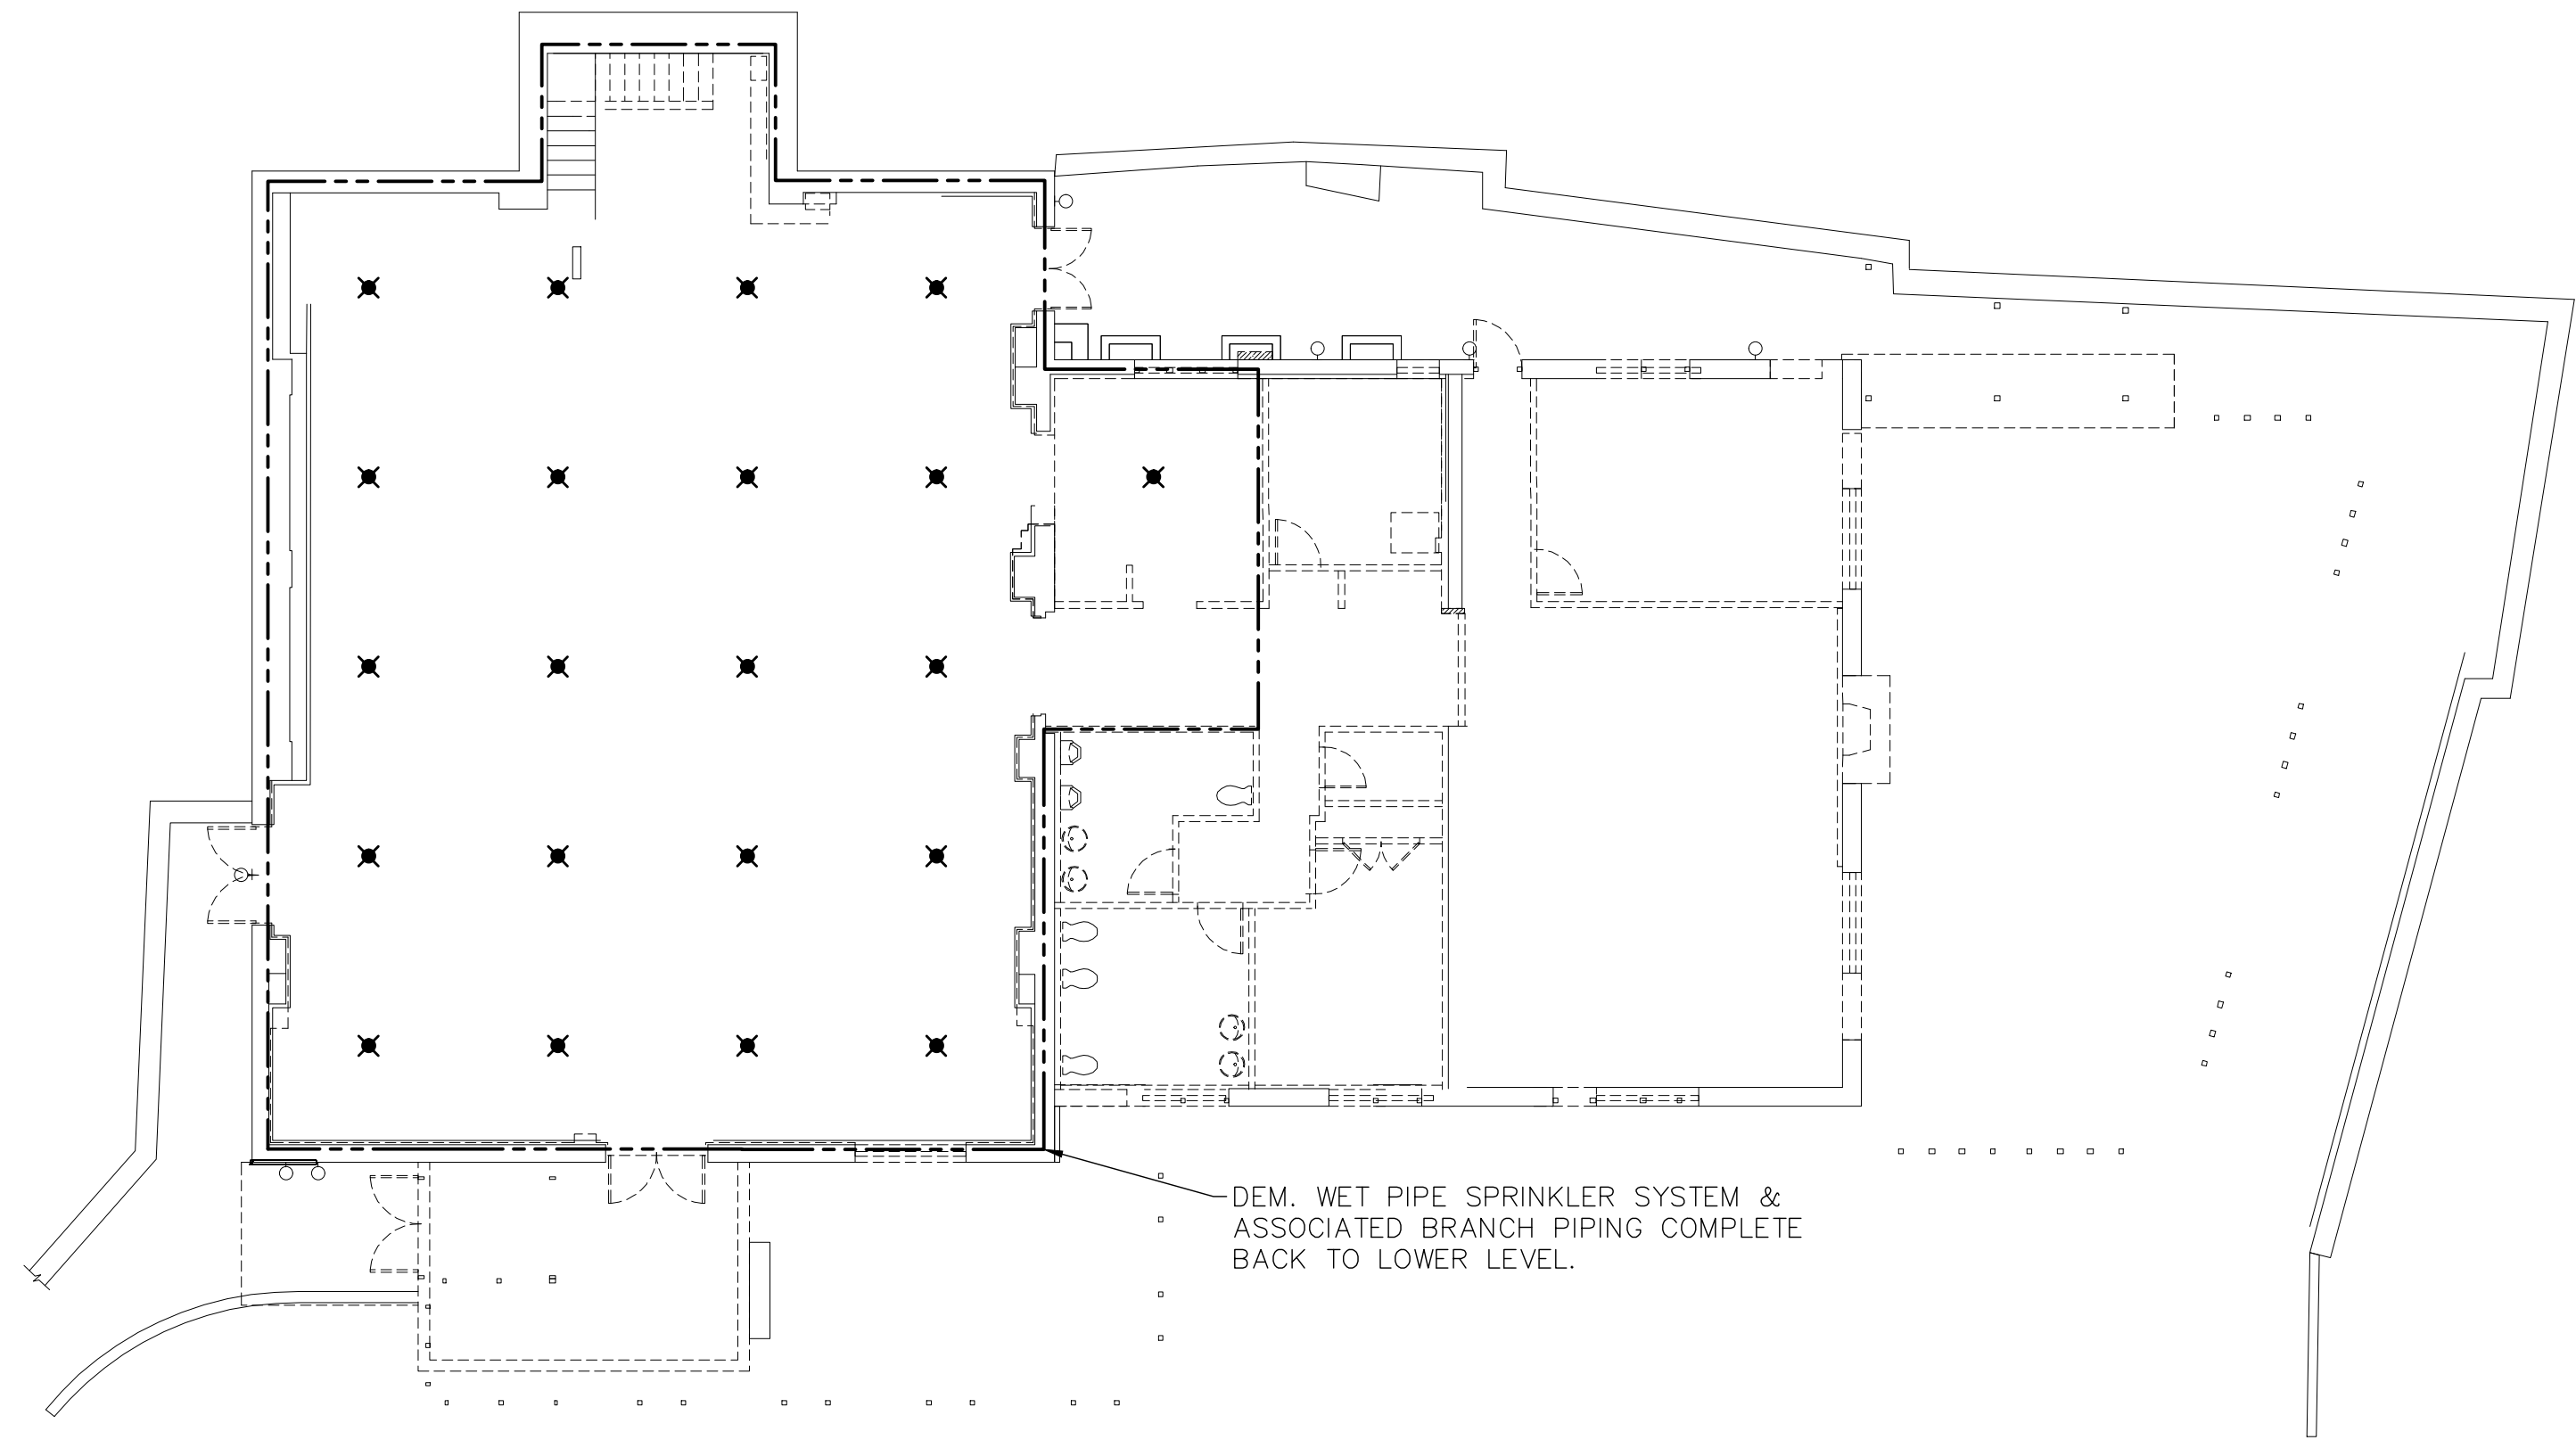 DEM. WET PIPE SPRINKLER SYSTEM &
ASSOCIATED BRANCH PIPING COMPLETE
BACK TO LOWER LEVEL.